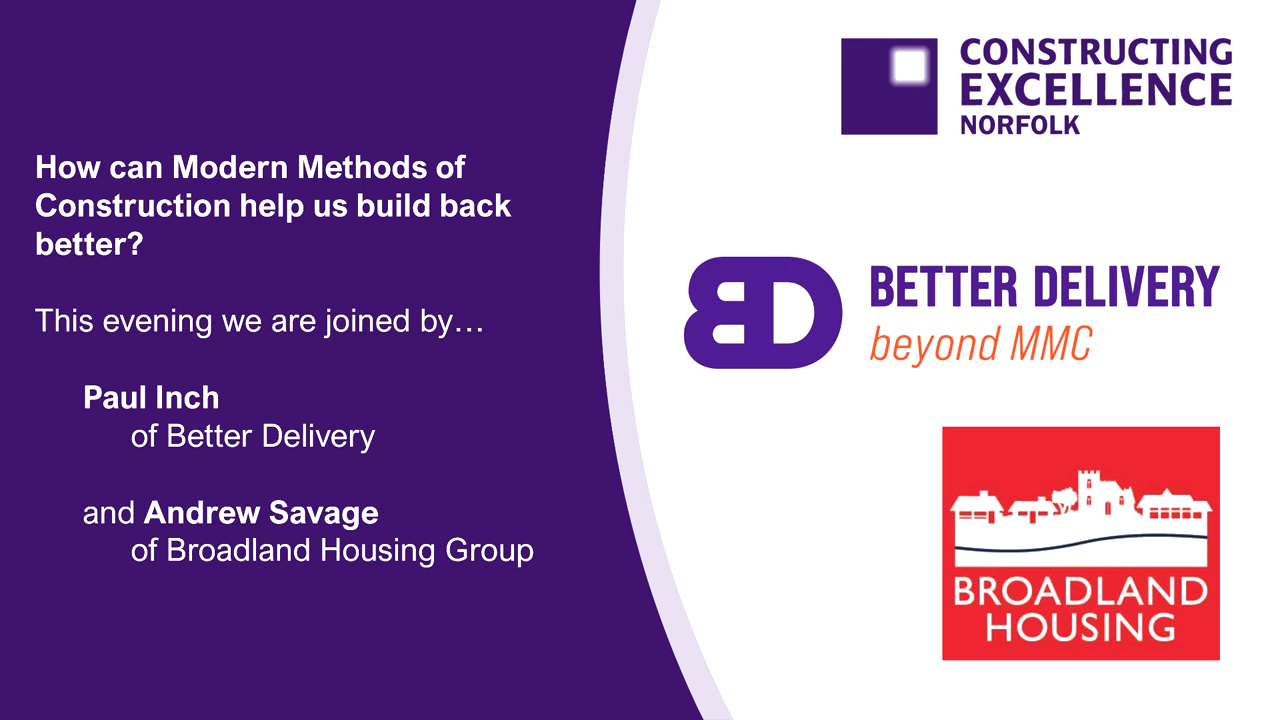 How can Modern Methods of
Construction help us build back
better?
This evening we are joined by…
Paul Inch
of Better Delivery
and Andrew Savage
of Broadland Housing Group
CONSTRUCTING
EXCELLENCE
NORFOLK
BD
BETTER DELIVERY
beyond MMC
BROADLAND
HOUSING